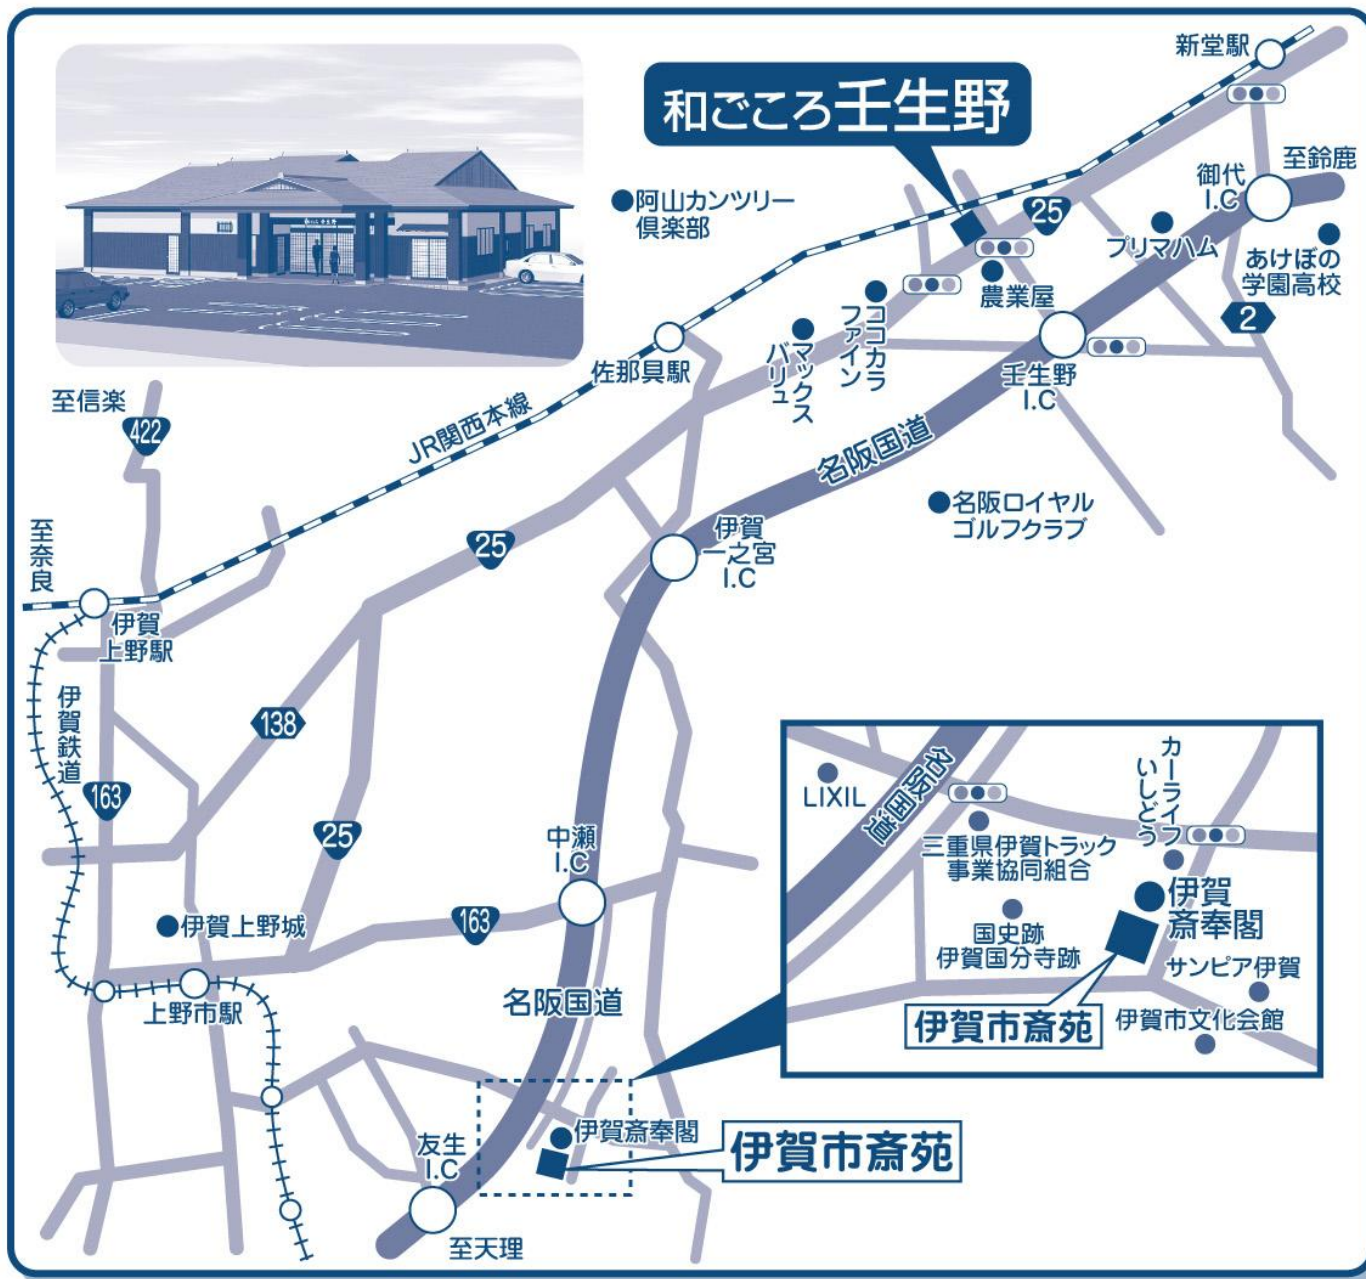 新堂駅
和ごころ壬生野
至鈴鹿
御代
I.C
阿山カンツリー
倶楽部
25
プリマハム
あけぼの
学園高校
農業屋
2
ココカラ
ファイン
マックス
バリュ
佐那具駅
壬生野
I.C
至信楽
422
JR関西本線
名阪国道
名阪ロイヤル
ゴルフクラブ
至奈良
25
伊賀
一之宮
I.C
伊賀
上野駅
伊賀鉄道
138
163
25
中瀬
I.C
伊賀上野城
163
上野市駅
名阪国道
友生
I.C
至天理
伊賀斎奉閣
伊賀市斎苑
名阪国道
カーライフ
いしどう
LIXIL
三重県伊賀トラック
事業協同組合
伊賀
斎奉閣
国史跡
伊賀国分寺跡
サンピア伊賀
伊賀市斎苑
伊賀市文化会館